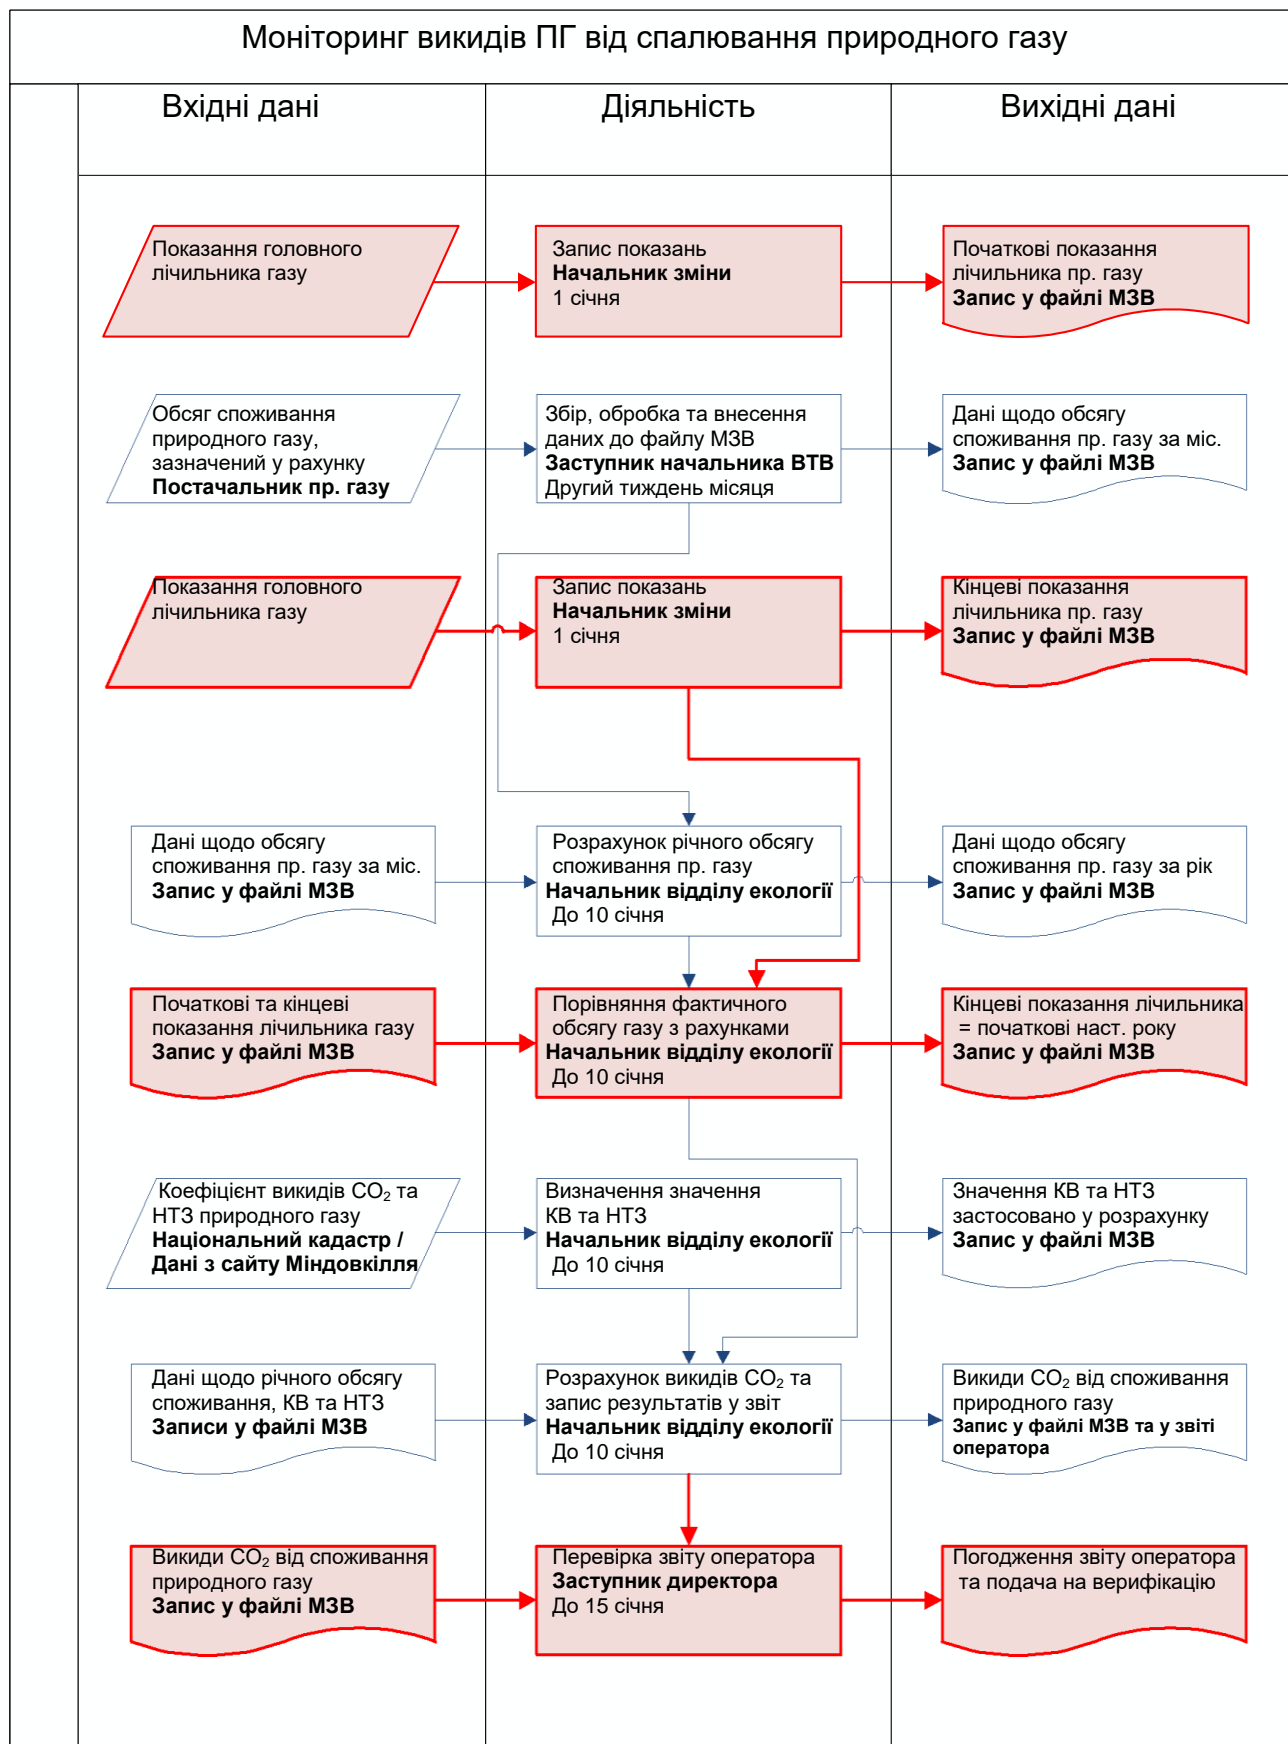 Моніторинг викидів ПГ від спалювання природного газу
Вхідні дані
Діяльність
Вихідні дані
Показання головного
лічильника газу
Запис показань
Начальник зміни
1 січня
Початкові показання
лічильника пр. газу
Запис у файлі МЗВ
Обсяг споживання
природного газу,
зазначений у рахунку
Постачальник пр. газу
Збір, обробка та внесення
даних до файлу МЗВ
Заступник начальника ВТВ
Другий тиждень місяця
Дані щодо обсягу
споживання пр. газу за міс.
Запис у файлі МЗВ
Показання головного
лічильника газу
Запис показань
Начальник зміни
1 січня
Кінцеві показання
лічильника пр. газу
Запис у файлі МЗВ
Дані щодо обсягу
споживання пр. газу за міс.
Запис у файлі МЗВ
Розрахунок річного обсягу
споживання пр. газу
Начальник відділу екології
До 10 січня
Дані щодо обсягу
споживання пр. газу за рік
Запис у файлі МЗВ
Початкові та кінцеві
показання лічильника газу
Запис у файлі МЗВ
Порівняння фактичного
обсягу газу з рахунками
Начальник відділу екології
До 10 січня
Кінцеві показання лічильника
= початкові наст. року
Запис у файлі МЗВ
Коефіцієнт викидів CO₂ та
НТЗ природного газу
Національний кадастр /
Дані з сайту Міндовкілля
Визначення значення
КВ та НТЗ
Начальник відділу екології
До 10 січня
Значення КВ та НТЗ
застосовано у розрахунку
Запис у файлі МЗВ
Дані щодо річного обсягу
споживання, КВ та НТЗ
Записи у файлі МЗВ
Розрахунок викидів CO₂ та
запис результатів у звіт
Начальник відділу екології
До 10 січня
Викиди CO₂ від споживання
природного газу
Запис у файлі МЗВ та у звіті
оператора
Викиди CO₂ від споживання
природного газу
Запис у файлі МЗВ
Перевірка звіту оператора
Заступник директора
До 15 січня
Погодження звіту оператора
та подача на верифікацію